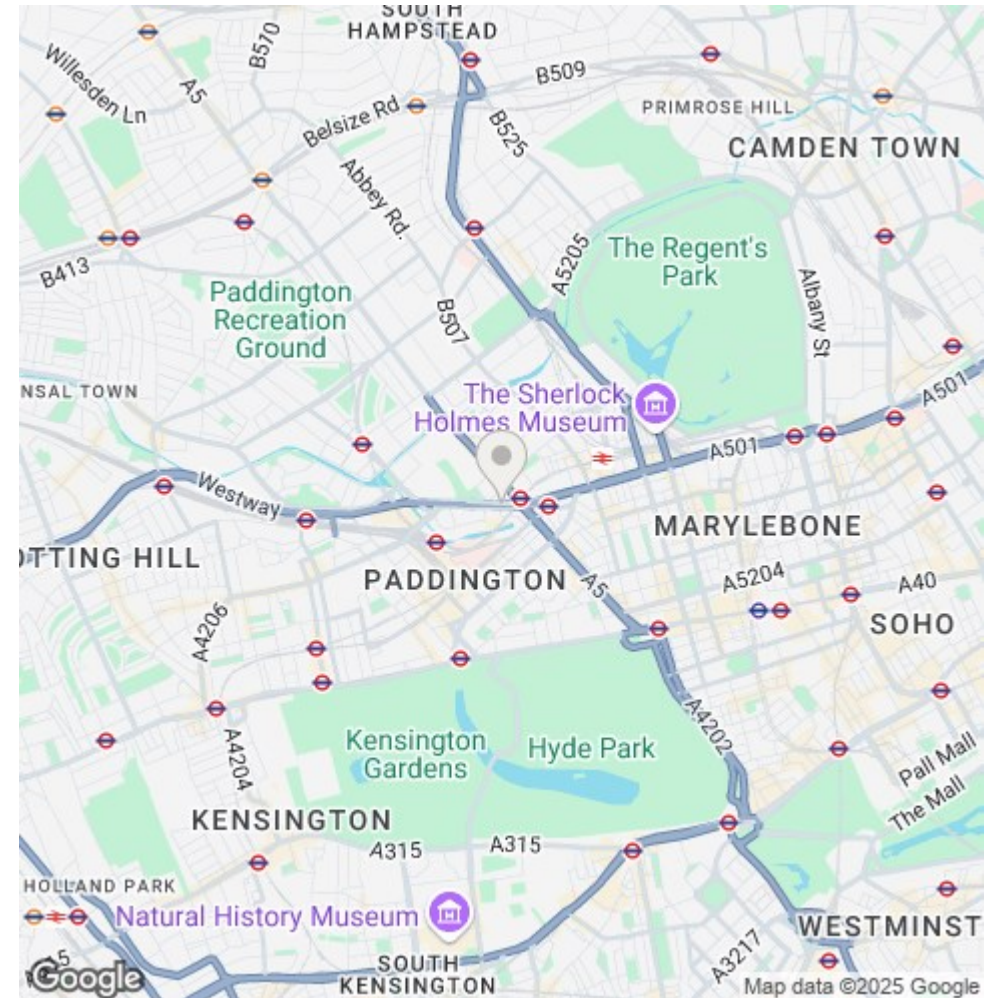 SOUTH
HAMPSTEAD
B510
Willesden Ln
A5
B509
PRIMROSE HILL
Belsize Rd
B525
CAMDEN TOWN
Abbey Rd.
A5205
The Regent's
Park
B413
Paddington
Recreation
Ground
B507
Albany St
NSAL TOWN
The Sherlock
Holmes Museum
A501
A501
Westway
MARYLEBONE
OTTING HILL
PADDINGTON
A5
A5204
A40
SOHO
A4206
A4202
Kensington
Gardens
Hyde Park
A4204
Pall Mall
The Mall
KENSINGTON
A315
A315
HOLLAND PARK
Natural History Museum
WESTMINST
A3217
SOUTH
KENSINGTON
Google
Map data ©2025 Google